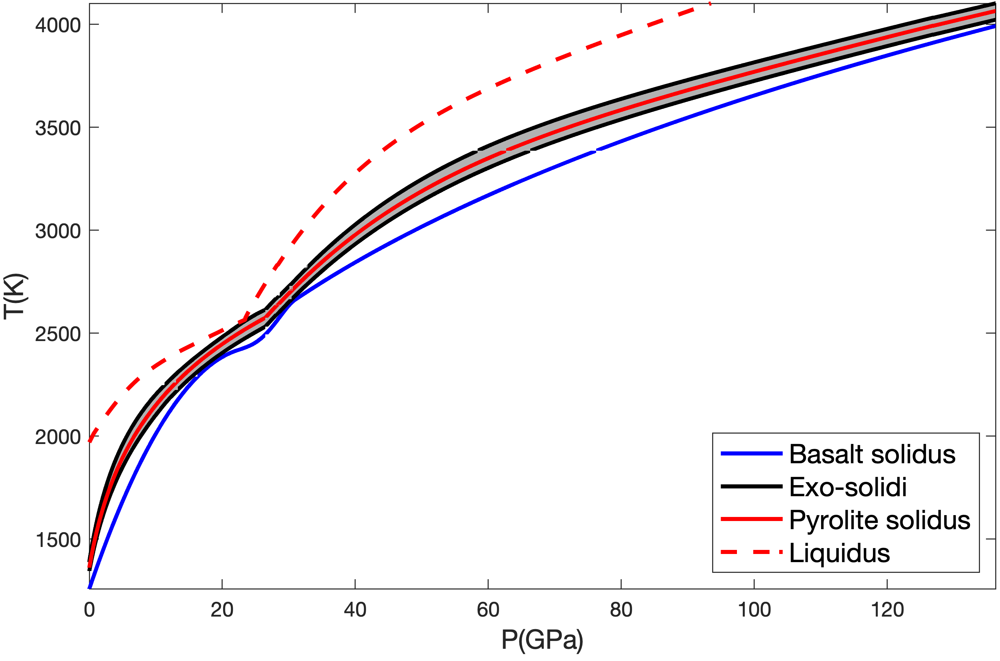 4000
3500
3000
2500
2000
1500
T(K)
0 20 40 60 80 100 120
P(GPa)
Basalt solidus
Exo-solidi
Pyrolite solidus
Liquidus